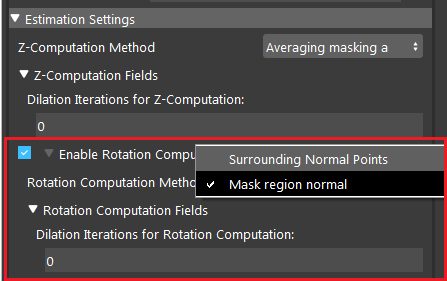 Estimation Settings
Z-Computation Method Averaging masking a
Z-Computation Fields
Dilation Iterations for Z-Computation:
0
Enable Rotation Compu
Surrounding Normal Points
Rotation Computation Metho
Mask region normal
Rotation Computation Fields
Dilation Iterations for Rotation Computation:
0